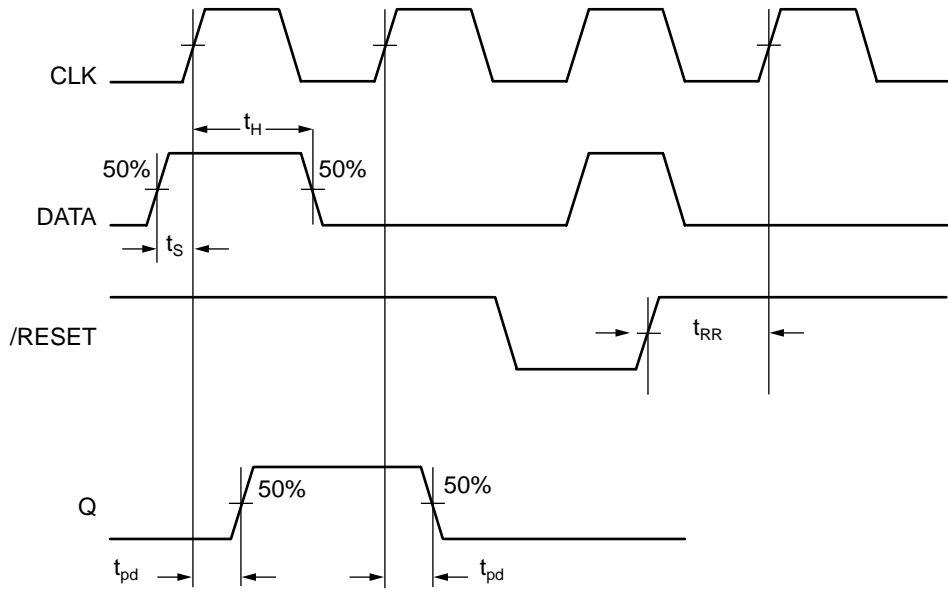 CLK
t_H
50% 50%
DATA
t_S
/RESET
t_RR
50% 50%
Q
t_pd t_pd